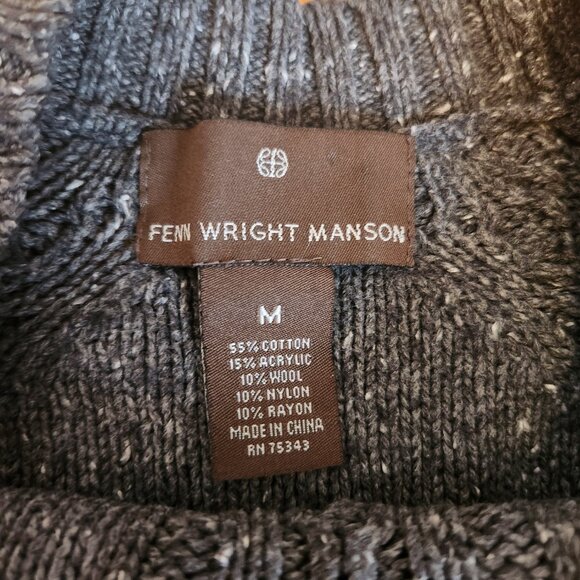 FENN WRIGHT MANSON
M
55% COTTON
15% ACRYLIC
10% WOOL
10% NYLON
10% RAYON
MADE IN CHINA
RN 75343